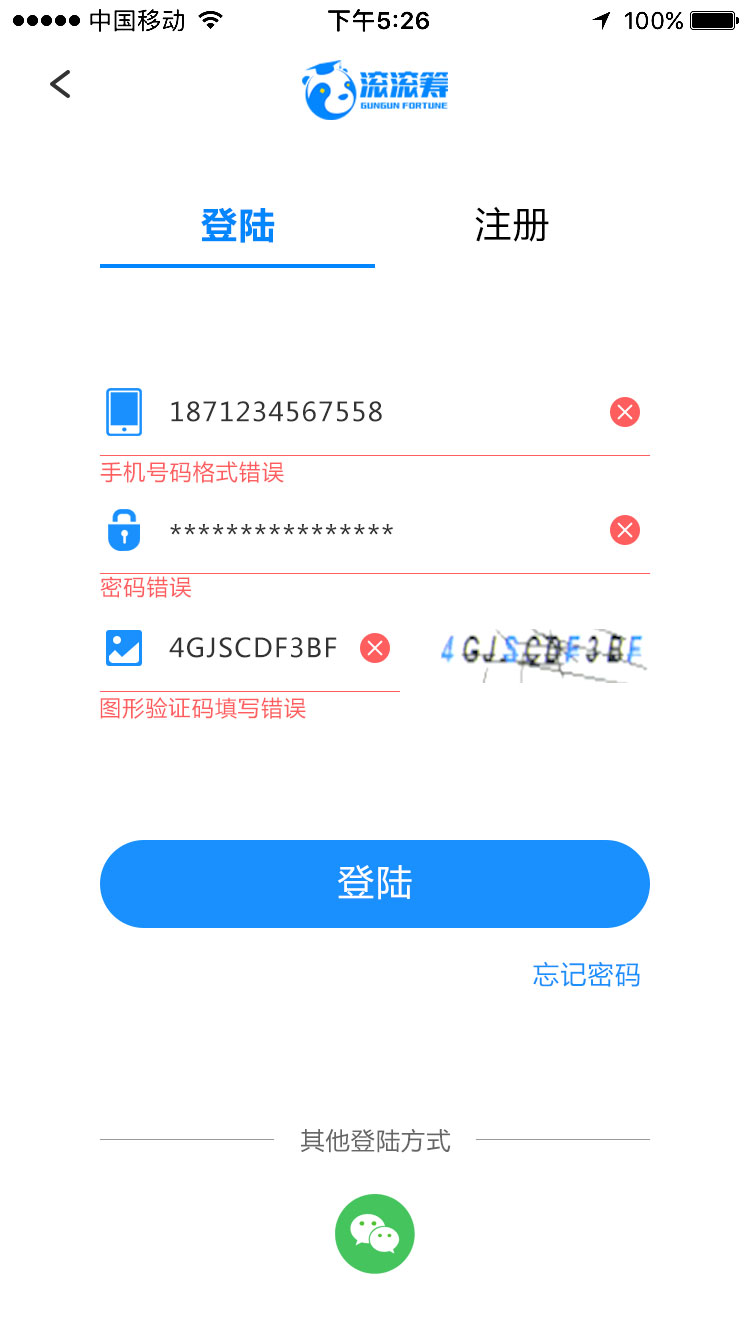 中国移动 下午5:26 100%
滚滚筹
GUNGUN FORTUNE
登陆 注册
1871234567558
手机号码格式错误
****************
密码错误
4GJSCDF3BF 4GJSCDF3BF
图形验证码填写错误
登陆
忘记密码
其他登陆方式